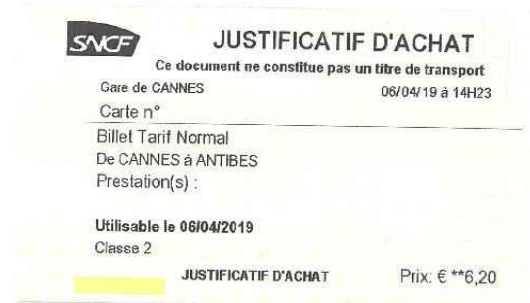 SNCF JUSTIFICATIF D'ACHAT
Ce document ne constitue pas un titre de transport
Gare de CANNES 06/04/19 à 14H23
Carte n°
Billet Tarif Normal
De CANNES à ANTIBES
Prestation(s) :
Utilisable le 06/04/2019
Classe 2
JUSTIFICATIF D'ACHAT Prix: € **6,20